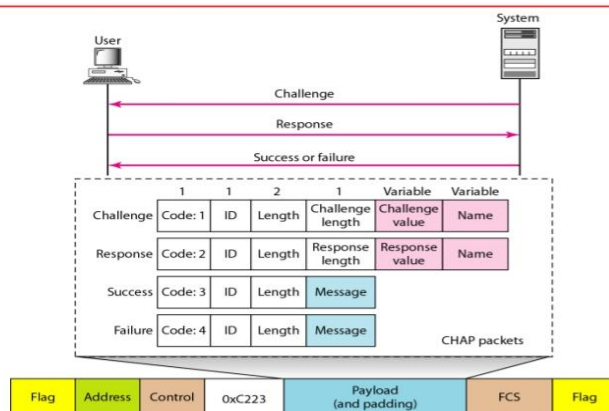 System
User
Challenge
Response
Success or failure
1 1 2 1 Variable Variable
Challenge Code: 1 ID Length Challenge length Challenge value Name
Response Code: 2 ID Length Response length Response value Name
Success Code: 3 ID Length Message
Failure Code: 4 ID Length Message
CHAP packets
Flag Address Control 0xC223 Payload (and padding) FCS Flag